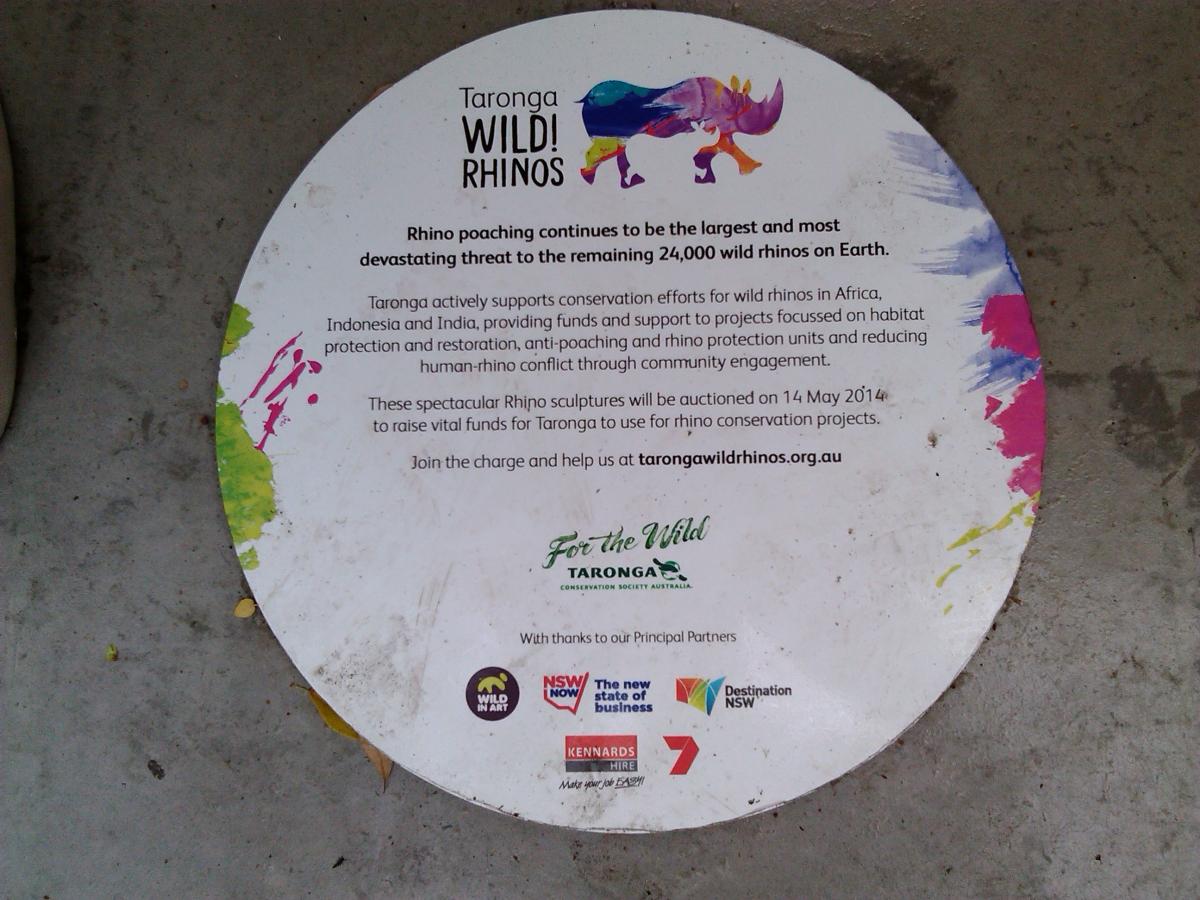 Taronga
WILD!
RHINOS
Rhino poaching continues to be the largest and most
devastating threat to the remaining 24,000 wild rhinos on Earth.
Taronga actively supports conservation efforts for wild rhinos in Africa,
Indonesia and India, providing funds and support to projects focussed on habitat
protection and restoration, anti-poaching and rhino protection units and reducing
human-rhino conflict through community engagement.
These spectacular Rhino sculptures will be auctioned on 14 May 2014
to raise vital funds for Taronga to use for rhino conservation projects.
Join the charge and help us at tarongawildrhinos.org.au
For the Wild
TARONGA
CONSERVATION SOCIETY AUSTRALIA
With thanks to our Principal Partners
WILD
IN ART
NSW
NOW
The new
state of
business
Destination
NSW
KENNARDS
HIRE
Make your job EASY!
7